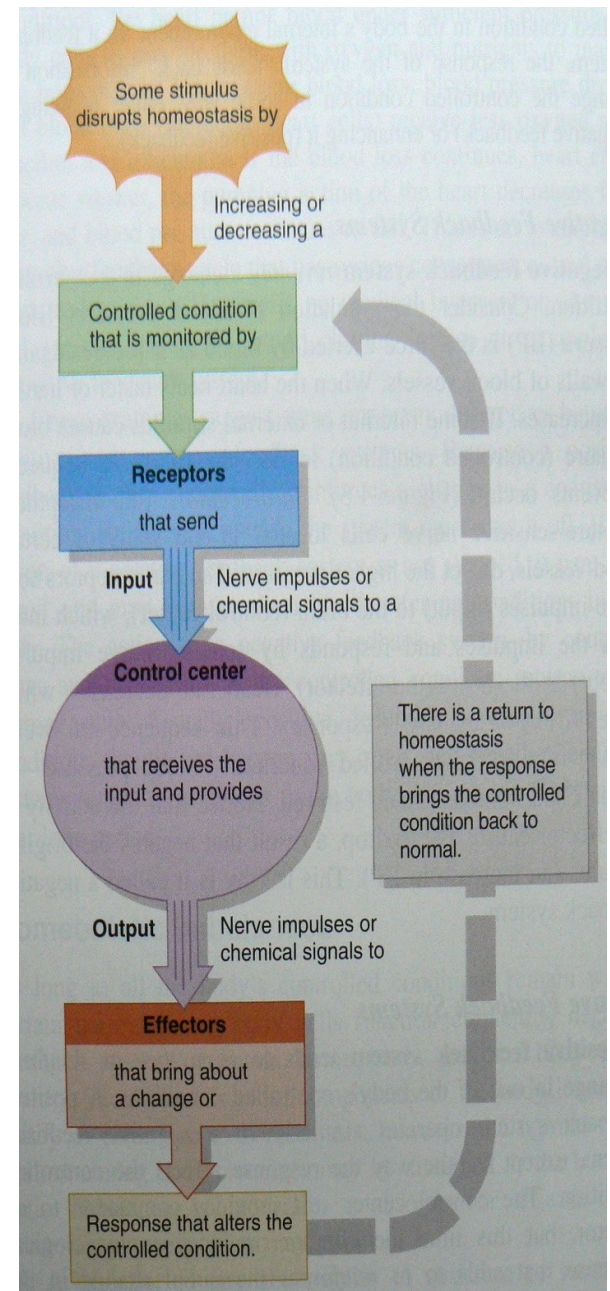 Some stimulus
disrupts homeostasis by
Increasing or
decreasing a
Controlled condition
that is monitored by
Receptors
that send
Input
Nerve impulses or
chemical signals to a
Control center
that receives the
input and provides
Output
Nerve impulses or
chemical signals to
Effectors
that bring about
a change or
Response that alters the
controlled condition.
There is a return to
homeostasis
when the response
brings the controlled
condition back to
normal.